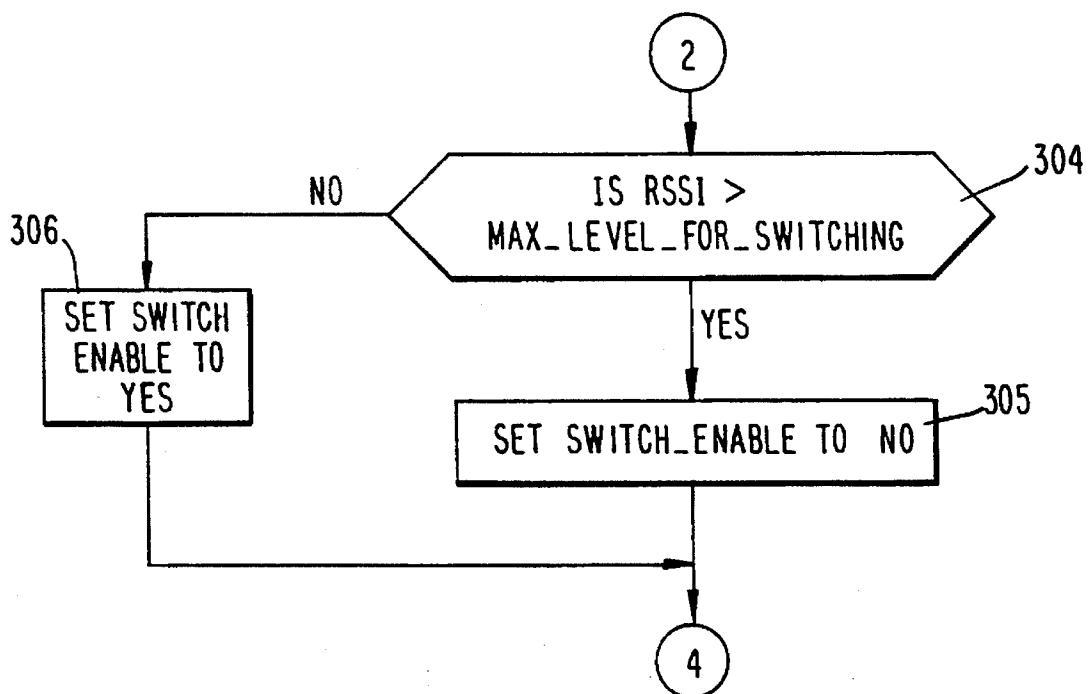 2
304
IS RSSI >
MAX_LEVEL_FOR_SWITCHING
NO
306
SET SWITCH
ENABLE TO
YES
YES
305
SET SWITCH_ENABLE TO NO
4